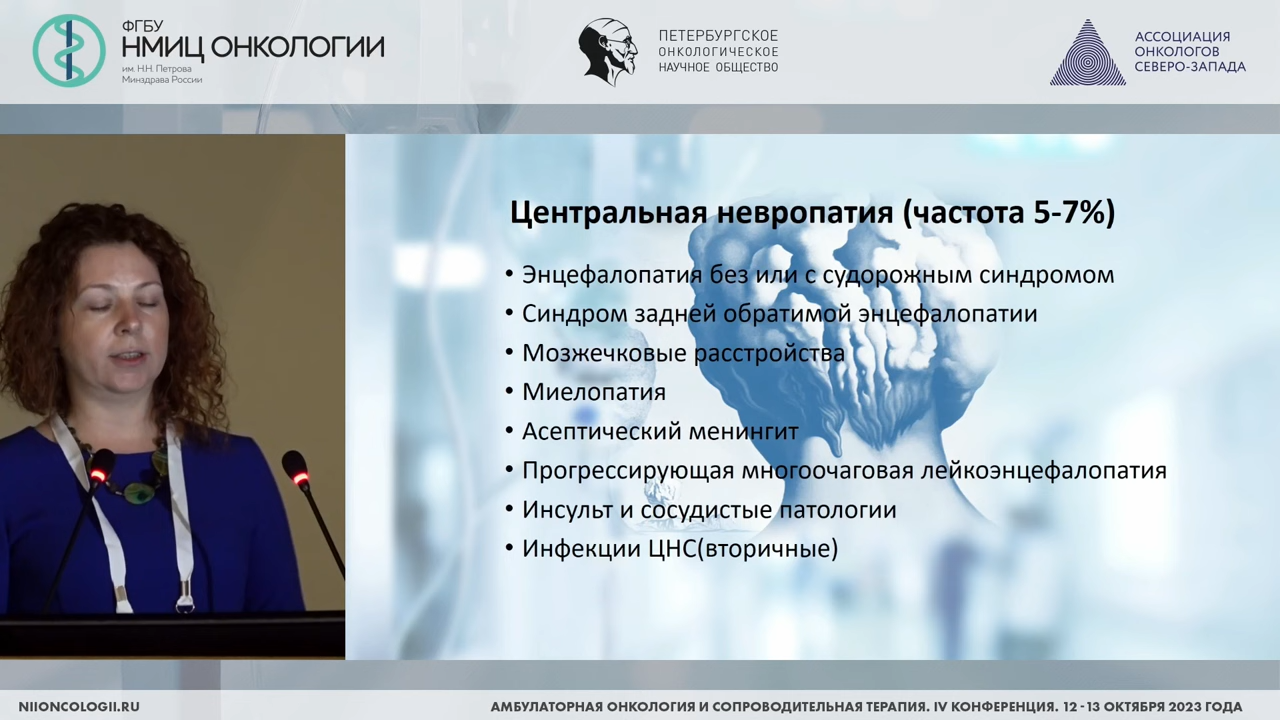 ФГБУ
НМИЦ ОНКОЛОГИИ
им. Н.Н. Петрова
Минздрава России
ПЕТЕРБУРГСКОЕ
ОНКОЛОГИЧЕСКОЕ
НАУЧНОЕ ОБЩЕСТВО
АССОЦИАЦИЯ
ОНКОЛОГОВ
СЕВЕРО-ЗАПАДА
Центральная невропатия (частота 5-7%)
• Энцефалопатия без или с судорожным синдромом
• Синдром задней обратимой энцефалопатии
• Мозжечковые расстройства
• Миелопатия
• Асептический менингит
• Прогрессирующая многоочаговая лейкоэнцефалопатия
• Инсульт и сосудистые патологии
• Инфекции ЦНС(вторичные)
NIIONCOLOGII.RU
АМБУЛАТОРНАЯ ОНКОЛОГИЯ И СОПРОВОДИТЕЛЬНАЯ ТЕРАПИЯ. IV КОНФЕРЕНЦИЯ. 12-13 ОКТЯБРЯ 2023 ГОДА